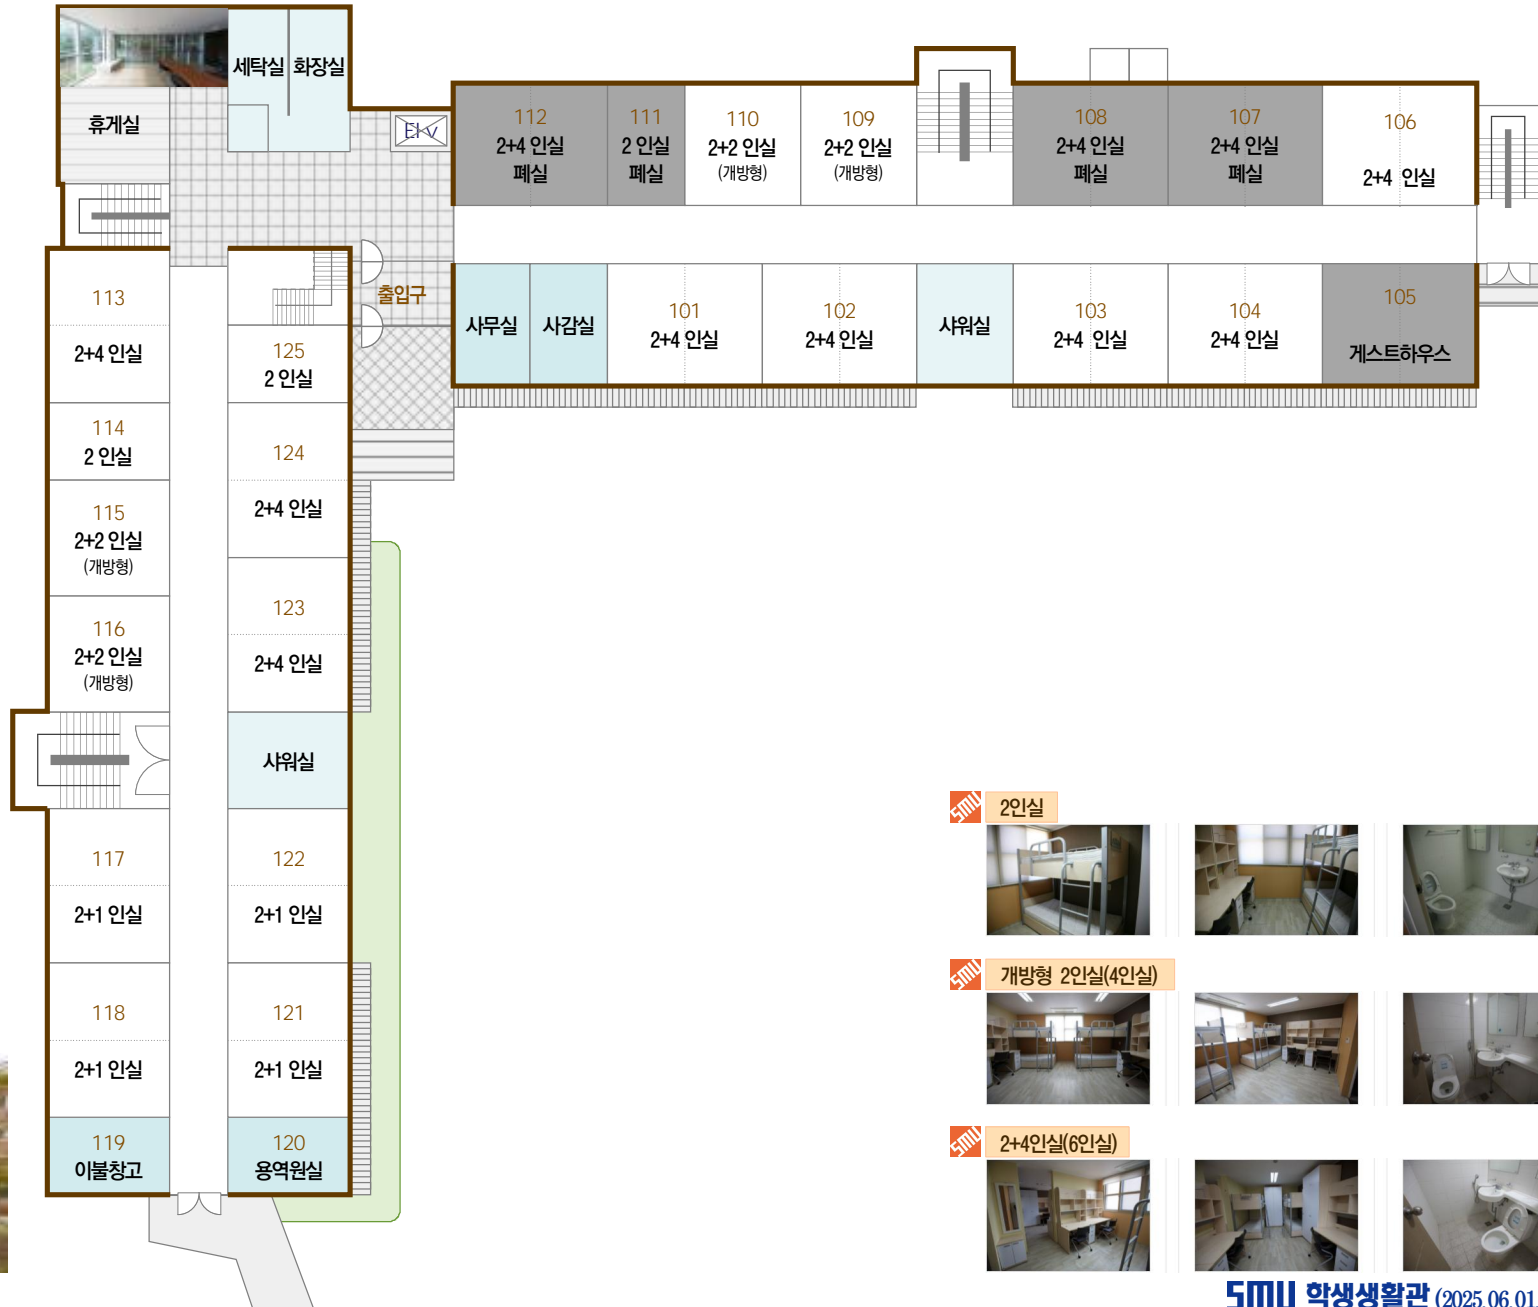 세탁실
화장실
휴게실
El-v
112
2+4 인실
폐실
111
2 인실
폐실
110
2+2 인실
(개방형)
109
2+2 인실
(개방형)
108
2+4 인실
폐실
107
2+4 인실
폐실
106
2+4 인실
출입구
사무실
사감실
101
2+4 인실
102
2+4 인실
샤워실
103
2+4 인실
104
2+4 인실
105
게스트하우스
113
2+4 인실
125
2 인실
114
2 인실
124
2+4 인실
115
2+2 인실
(개방형)
123
2+4 인실
116
2+2 인실
(개방형)
샤워실
117
2+1 인실
122
2+1 인실
118
2+1 인실
121
2+1 인실
119
이불창고
120
용역원실
SMU 2인실
SMU 개방형 2인실(4인실)
SMU 2+4인실(6인실)
SMU 학생생활관 (2025.06.01